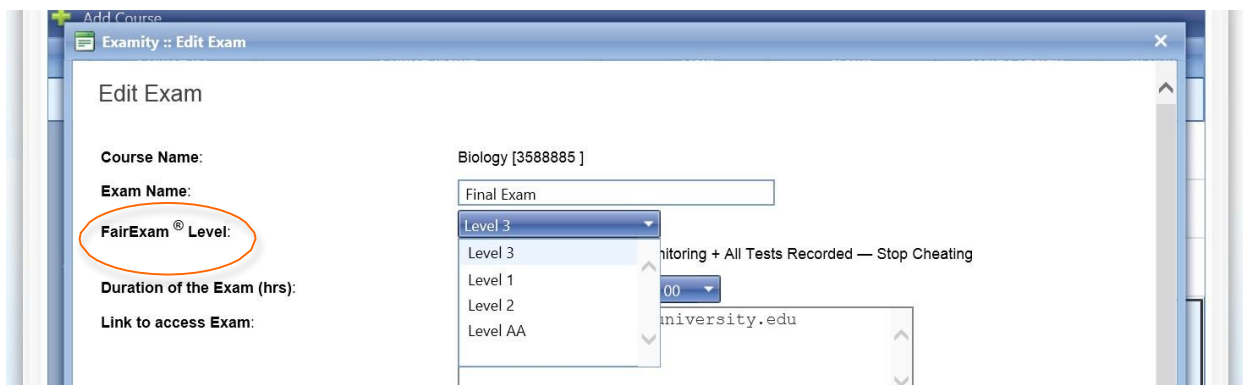 Add Course
Examity :: Edit Exam
Edit Exam
Course Name: Biology [3588885 ]
Exam Name: Final Exam
FairExam ® Level: Level 3
Level 3 itoring + All Tests Recorded — Stop Cheating
Level 1
Duration of the Exam (hrs): 00
Level 2
Link to access Exam: university.edu
Level AA